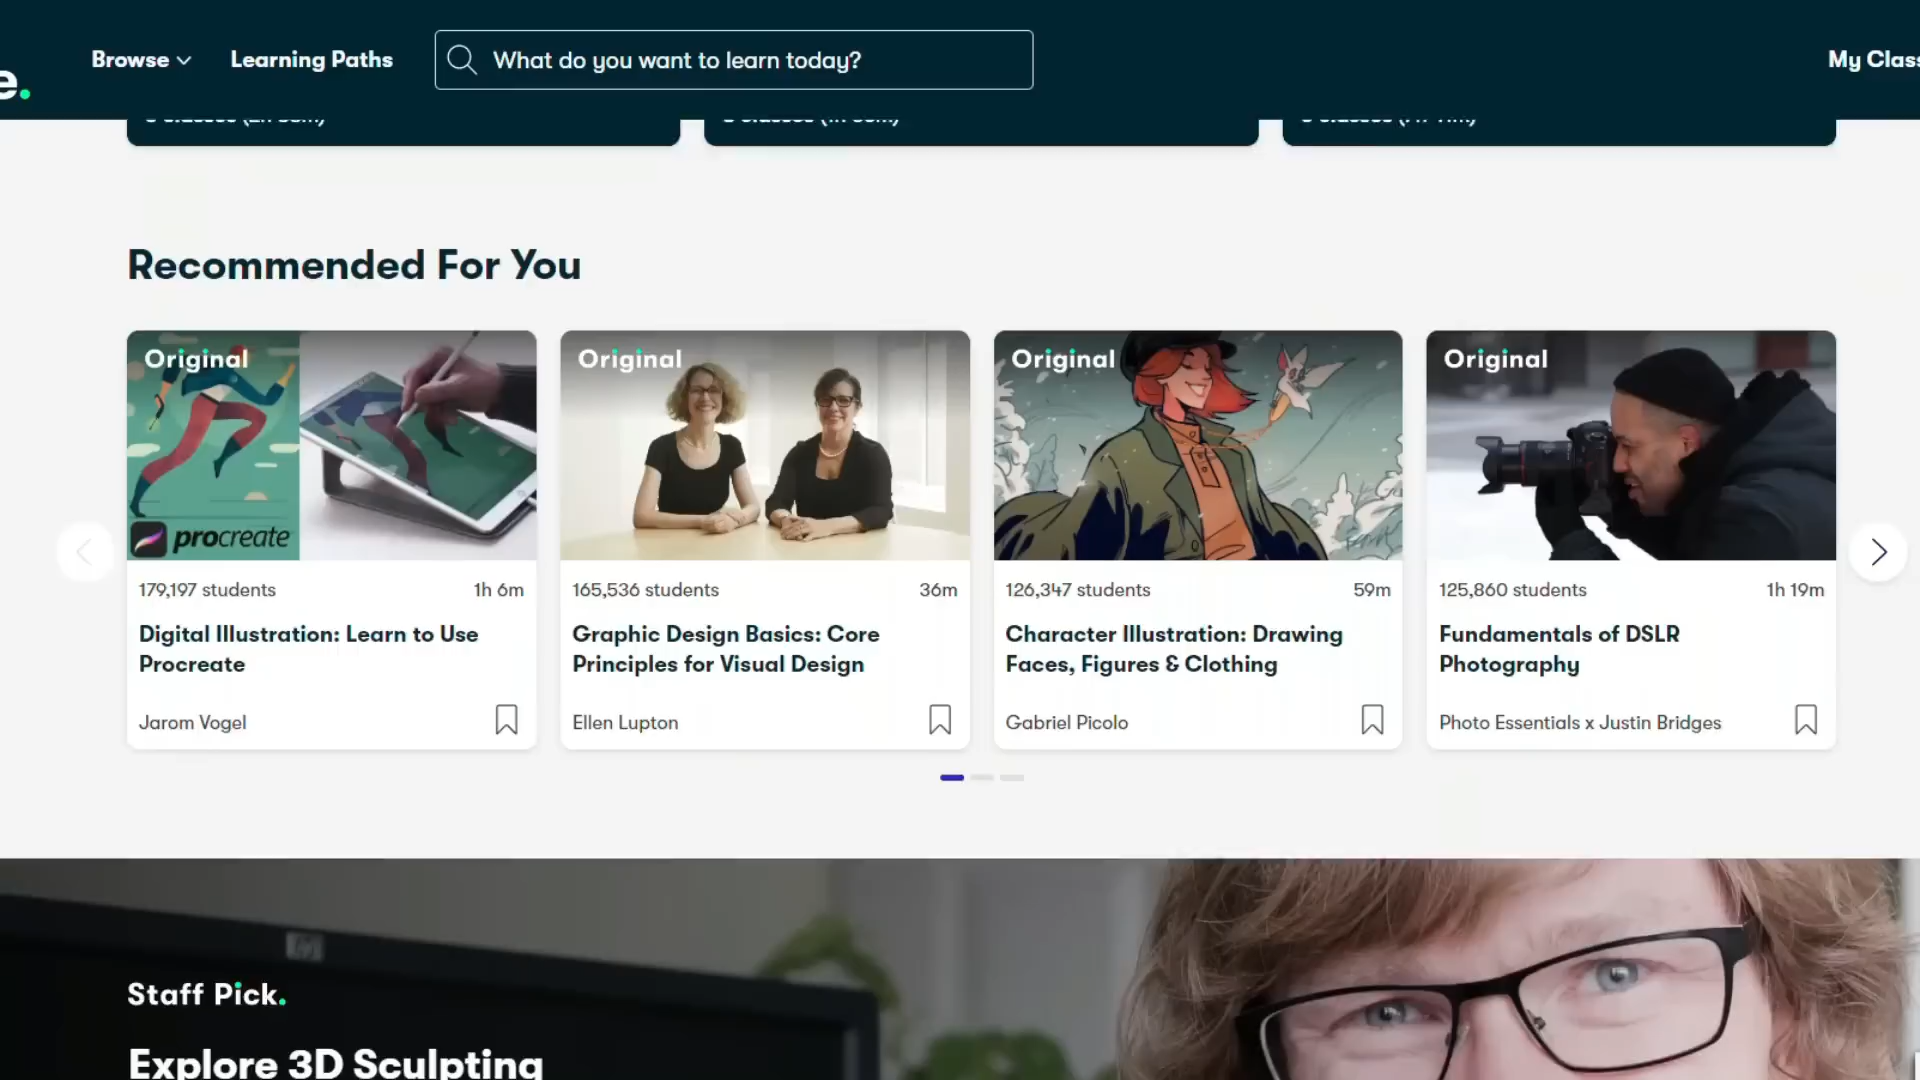 e.
Browse
Learning Paths
What do you want to learn today?
My Clas
Recommended For You
Original
procreate
179,197 students 1h 6m
Digital Illustration: Learn to Use
Procreate
Jarom Vogel
Original
165,536 students 36m
Graphic Design Basics: Core
Principles for Visual Design
Ellen Lupton
Original
126,347 students 59m
Character Illustration: Drawing
Faces, Figures & Clothing
Gabriel Picolo
Original
125,860 students 1h 19m
Fundamentals of DSLR
Photography
Photo Essentials x Justin Bridges
hp
Staff Pick.
Explore 3D Sculpting